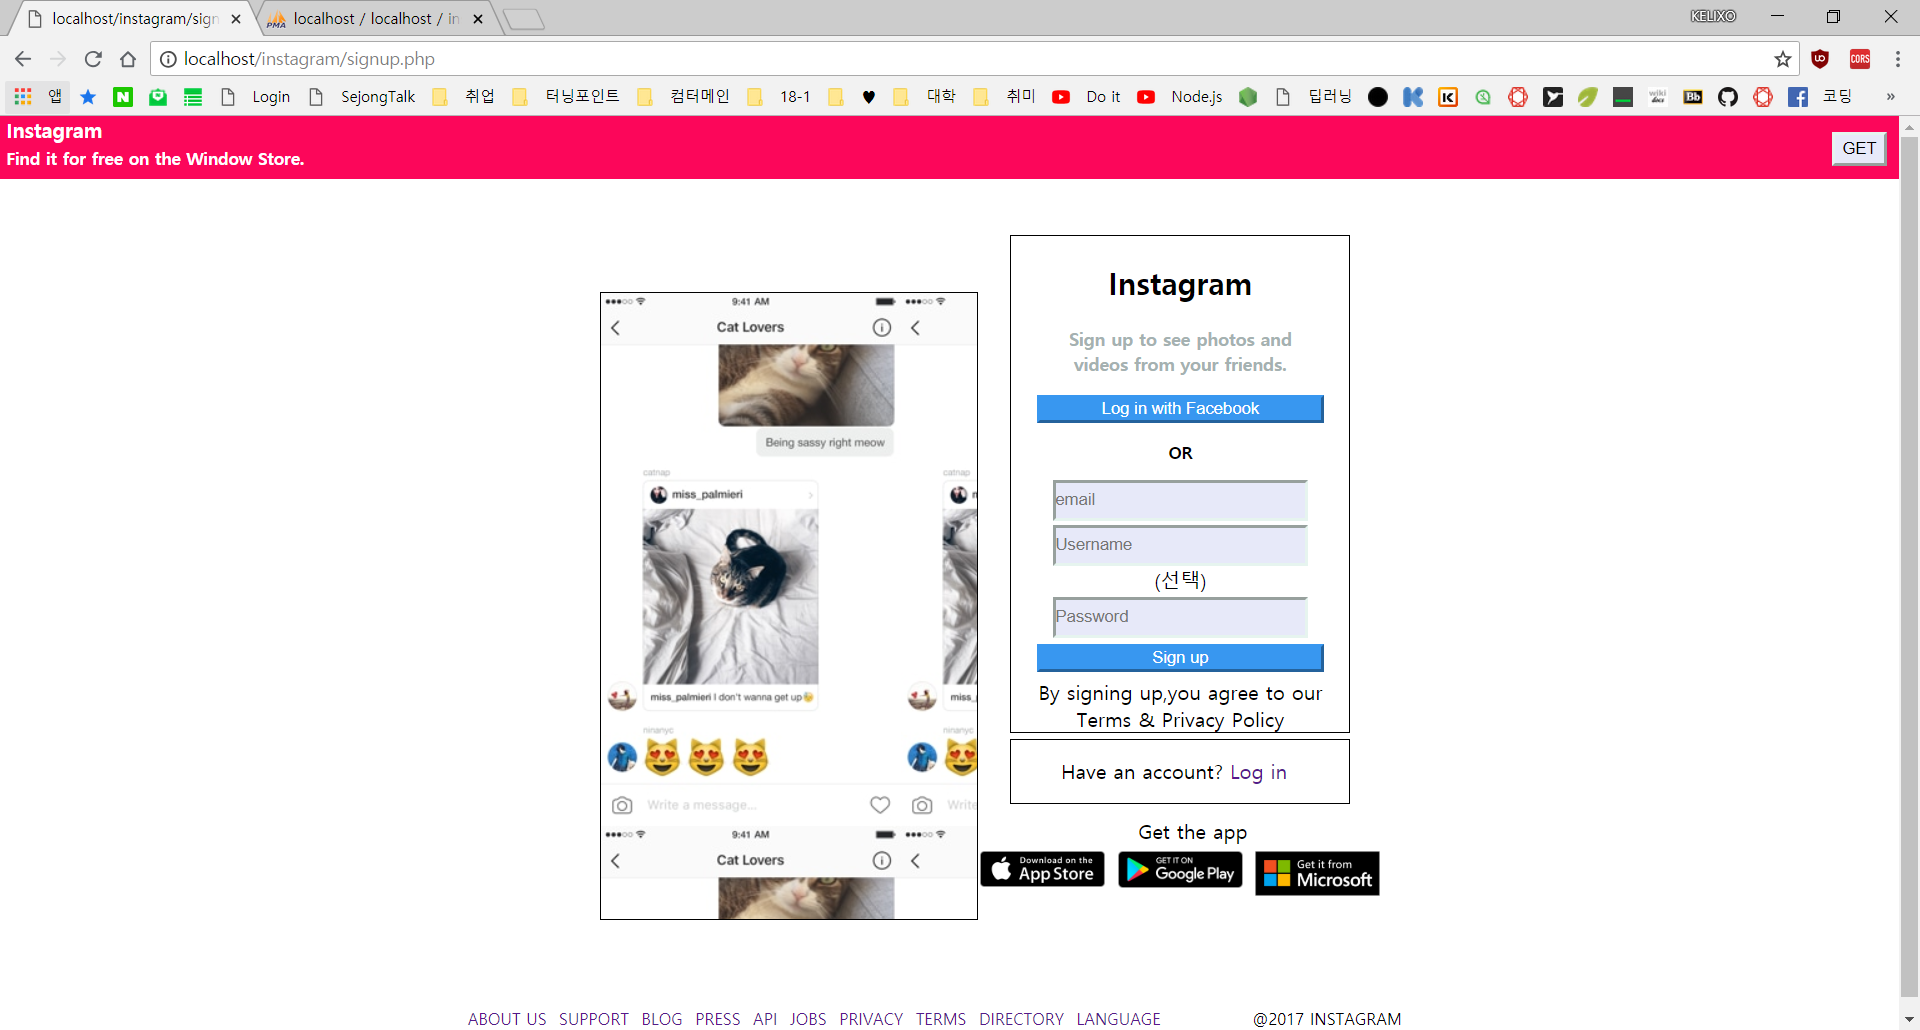 localhost/instagram/sign
localhost / localhost / in
KELIXO
localhost/instagram/signup.php
앱
Login
SejongTalk
취업
터닝포인트
컴터메인
18-1
♥
대학
취미
Do it
Node.js
딥러닝
코딩
»
Instagram
Find it for free on the Window Store.
GET
9:41 AM
Cat Lovers
Being sassy right meow
catnap
catnap
miss_palmieri
miss_palmieri I don't wanna get up
miss_
ninanyc
ninanyc
Write a message...
Write
9:41 AM
Cat Lovers
Instagram
Sign up to see photos and
videos from your friends.
Log in with Facebook
OR
email
Username
(선택)
Password
Sign up
By signing up,you agree to our
Terms & Privacy Policy
Have an account? Log in
Get the app
Download on the
App Store
GET IT ON
Google Play
Get it from
Microsoft
ABOUT US SUPPORT BLOG PRESS API JOBS PRIVACY TERMS DIRECTORY LANGUAGE @2017 INSTAGRAM